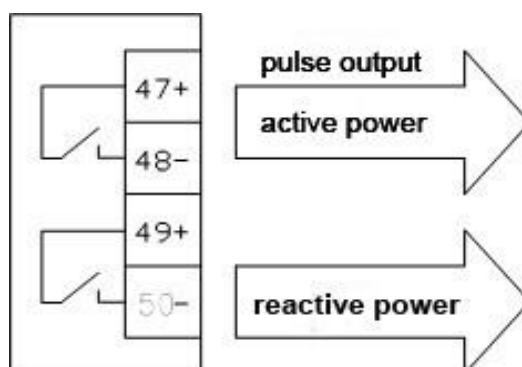 47+
48-
49+
50-
pulse output
active power
reactive power